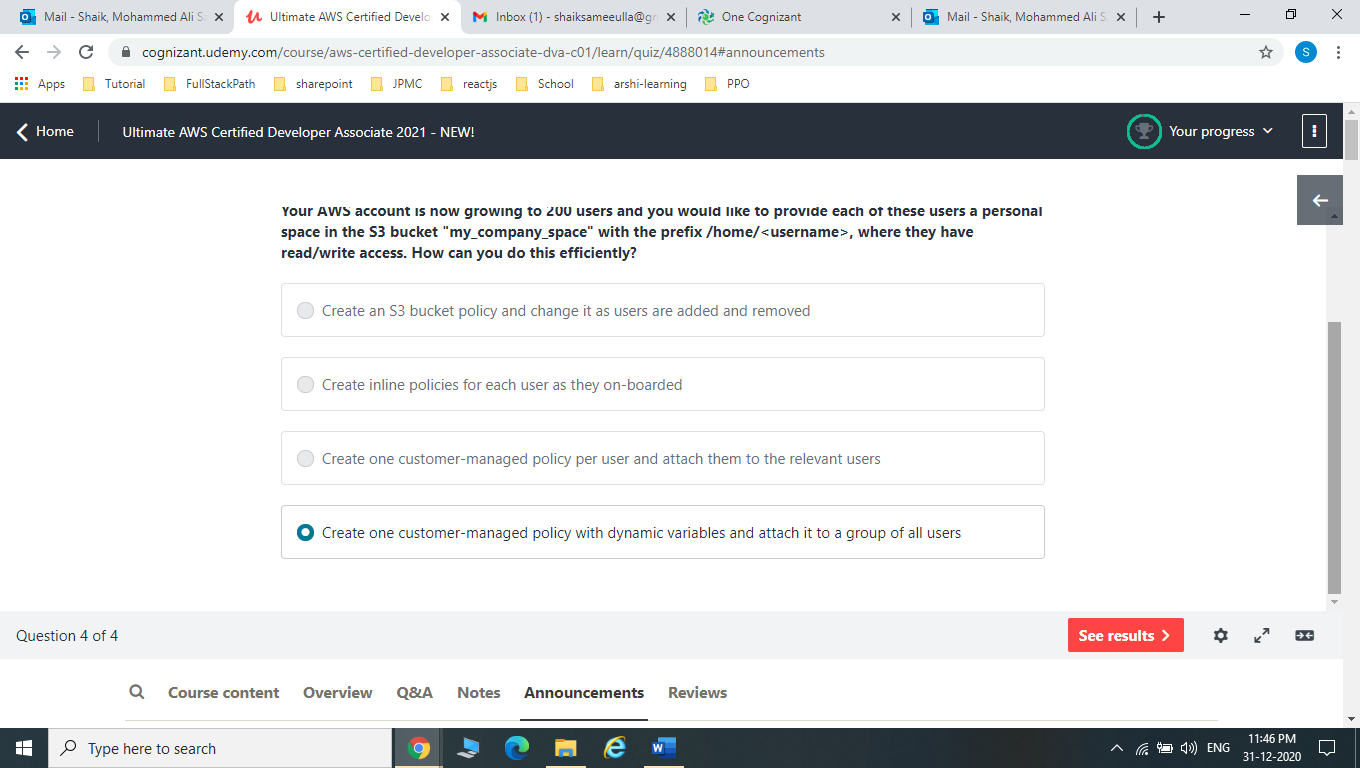 Mail - Shaik, Mohammed Ali S
Ultimate AWS Certified Develo
Inbox (1) - shaiksameeulla@gr
One Cognizant
Mail - Shaik, Mohammed Ali S
cognizant.udemy.com/course/aws-certified-developer-associate-dva-c01/learn/quiz/4888014#announcements
S
Apps
Tutorial
FullStackPath
sharepoint
JPMC
reactjs
School
arshi-learning
PPO
Home
Ultimate AWS Certified Developer Associate 2021 - NEW!
Your progress
Your AWS account is now growing to 200 users and you would like to provide each of these users a personal
space in the S3 bucket "my_company_space" with the prefix /home/<username>, where they have
read/write access. How can you do this efficiently?
Create an S3 bucket policy and change it as users are added and removed
Create inline policies for each user as they on-boarded
Create one customer-managed policy per user and attach them to the relevant users
Create one customer-managed policy with dynamic variables and attach it to a group of all users
Question 4 of 4
See results
Course content
Overview
Q&A
Notes
Announcements
Reviews
Type here to search
ENG
11:46 PM
31-12-2020